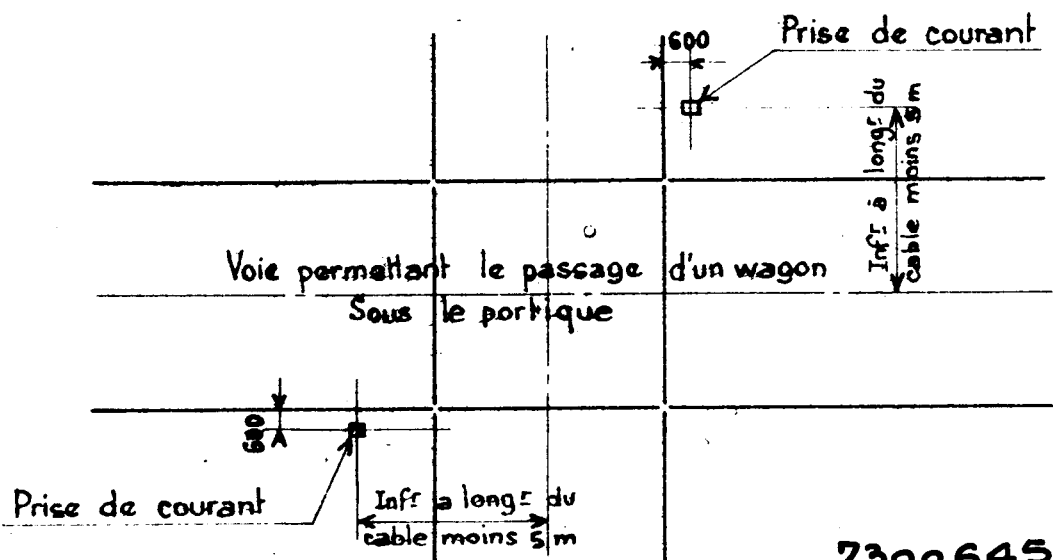 Prise de courant
600
Infr à longr du
cable moins 5 m
Voie permettant le passage d'un wagon
Sous le portique
600
Prise de courant
Infr a longr du
cable moins 5 m
7300645